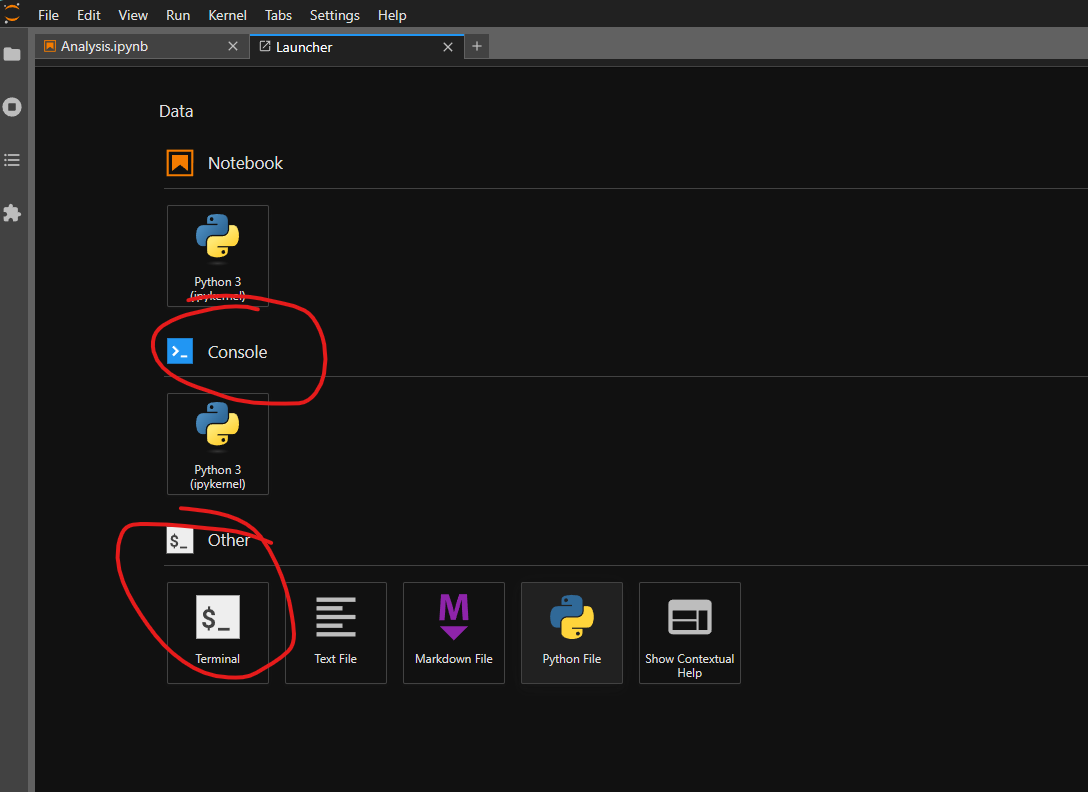 File Edit View Run Kernel Tabs Settings Help
Analysis.ipynb Launcher
Data
Notebook
Python 3
(ipykernel)
Console
Python 3
(ipykernel)
$_ Other
$_
Terminal Text File Markdown File Python File Show Contextual
Help